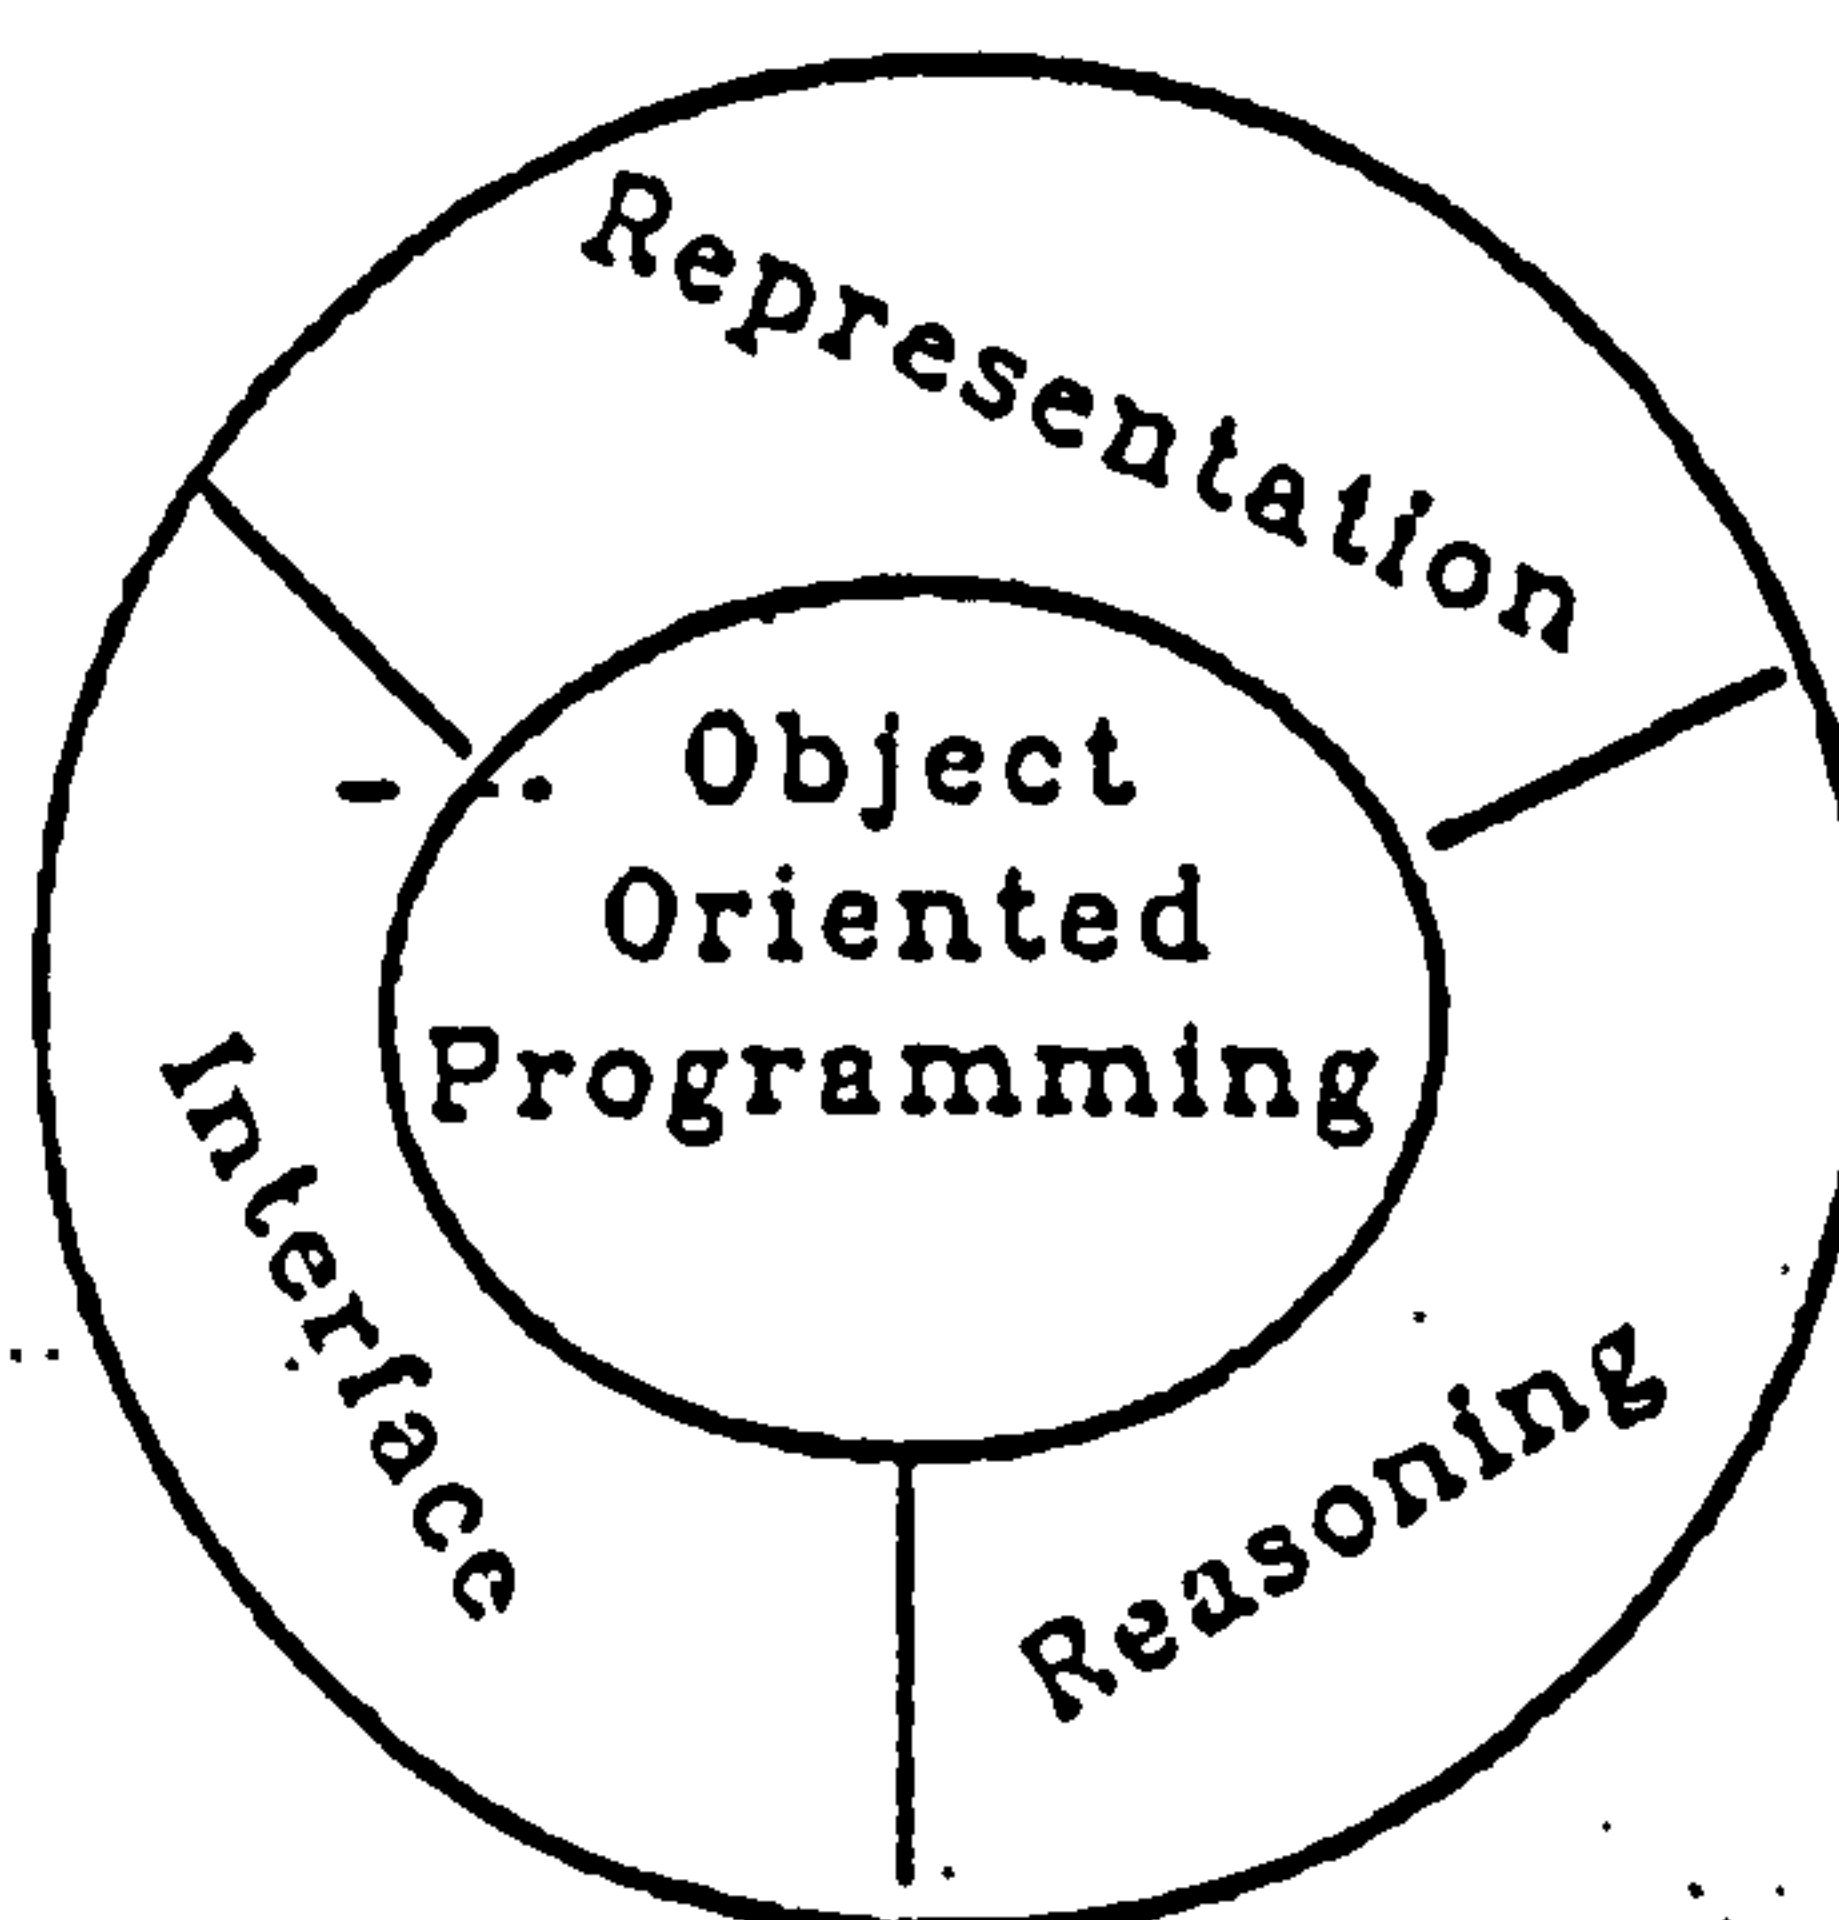 Representation
Object
Oriented
Programming
Interface
Reasoning